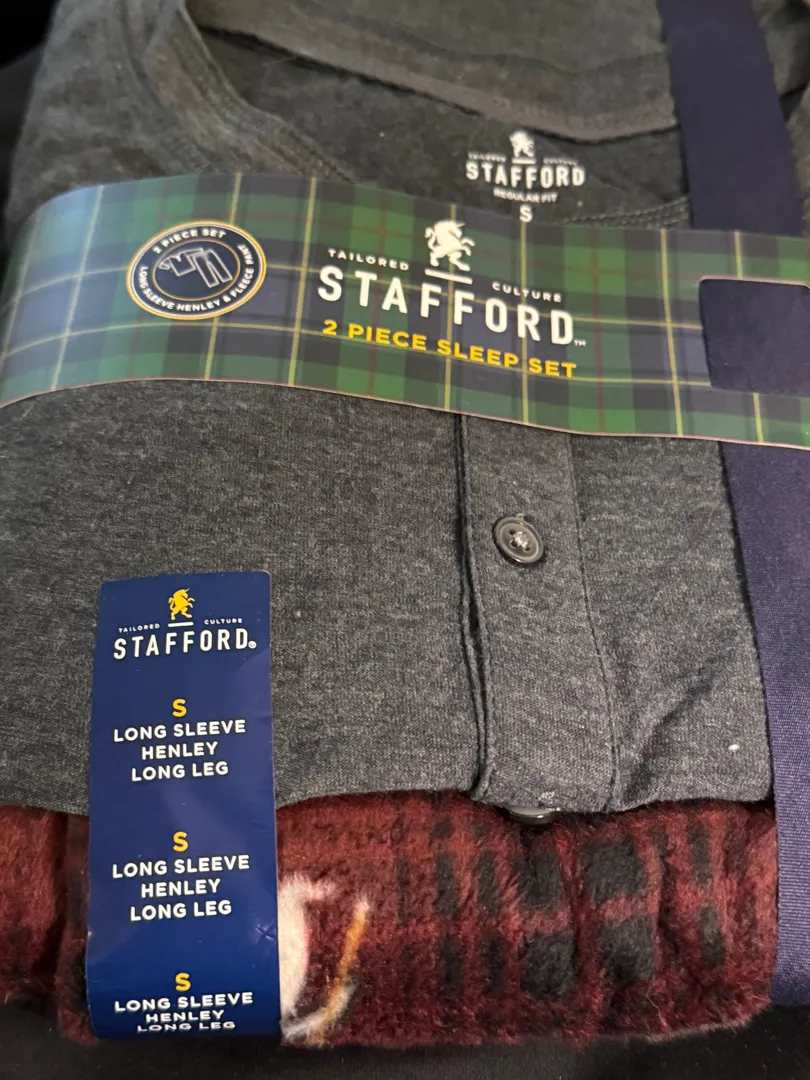 TAILORED CULTURE
STAFFORD
REGULAR FIT
S
2 PIECE SET
LONG SLEEVE HENLEY & FLEECE PANT
TAILORED CULTURE
STAFFORD™
2 PIECE SLEEP SET
TAILORED CULTURE
STAFFORD®
S
LONG SLEEVE
HENLEY
LONG LEG
S
LONG SLEEVE
HENLEY
LONG LEG
S
LONG SLEEVE
HENLEY
LONG LEG